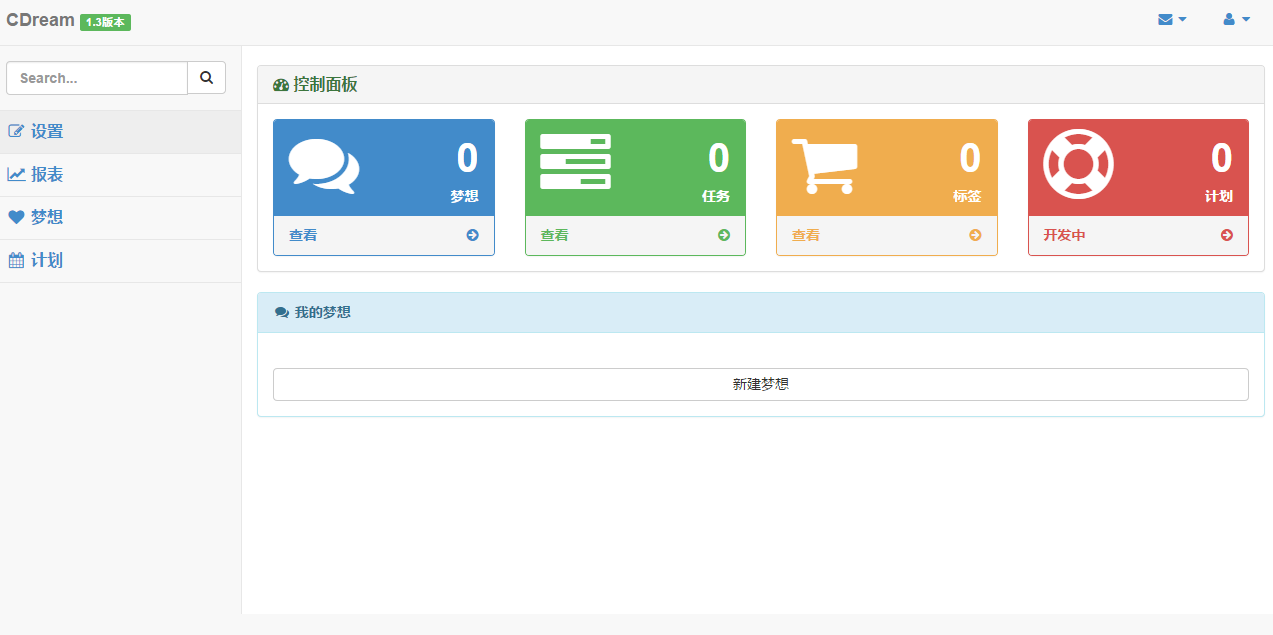 CDream 1.3版本
Search...
设置
报表
梦想
计划
控制面板
0
梦想
查看
0
任务
查看
0
标签
查看
0
计划
开发中
我的梦想
新建梦想